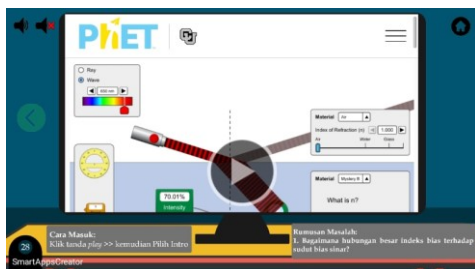 PhET
Ray
Wave
Material Air
Index of Refraction (n) 1.000
Air Water Glass
Material Mystery B
What is n?
70.01%
Intensity
28
Cara Masuk:
Klik tanda play >> kemudian Pilih Intro
Rumusan Masalah:
1. Bagaimana hubungan besar indeks bias terhadap
sudut bias sinar?
SmartAppsCreator